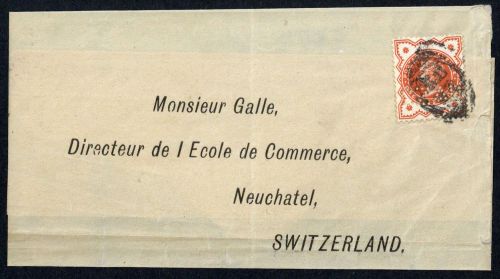 Monsieur Galle,
Directeur de l Ecole de Commerce,
Neuchatel,
SWITZERLAND.